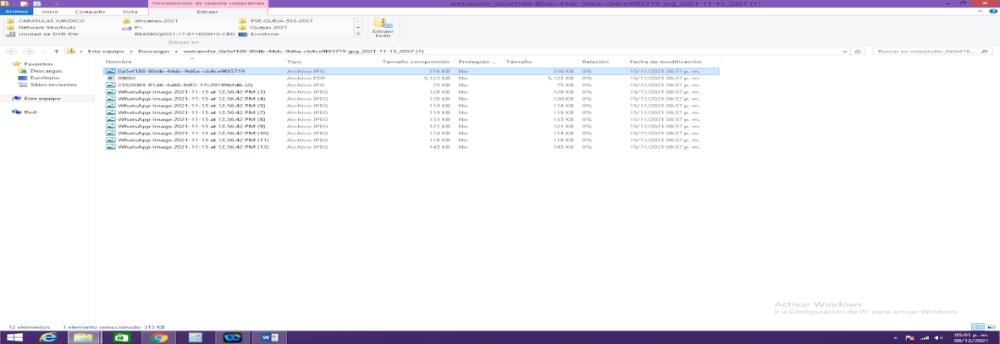 Herramientas de carpeta comprimida wetransfer_0a5ef188-80db-44dc-9d6a-cb4ce9f85719-jpg_2021-11-15_2057 (1)
Archivo Inicio Compartir Vista Extraer
CARATULAS JURIDICO oficialias-2021 PSE-QUEJA-353-2021
Network Shortcuts F:\ Quejas 2021
Unidad de DVD RW RE4380Q2021-17-011020010-CBD Escritorio
Extraer todo
Extraer en
Este equipo Descargas wetransfer_0a5ef188-80db-44dc-9d6a-cb4ce9f85719-jpg_2021-11-15_2057 (1) Buscar en wetransfer_0a5ef18...
Favoritos
Descargas
Escritorio
Sitios recientes
Este equipo
Red
Nombre Tipo Tamaño comprimido Protegido ... Tamaño Relación Fecha de modificación
0a5ef188-80db-44dc-9d6a-cb4ce9f85719 Archivo JPG 316 KB No 316 KB 0% 15/11/2021 08:57 p. m.
09092 Archivo PDF 5,123 KB No 5,123 KB 0% 15/11/2021 08:57 p. m.
255203f4-81d6-4a68-84f3-17c29199bfdb (2) Archivo JPG 75 KB No 75 KB 0% 15/11/2021 08:57 p. m.
WhatsApp Image 2021-11-15 at 12.56.42 PM (1) Archivo JPEG 128 KB No 128 KB 0% 15/11/2021 08:57 p. m.
WhatsApp Image 2021-11-15 at 12.56.42 PM (4) Archivo JPEG 120 KB No 120 KB 0% 15/11/2021 08:57 p. m.
WhatsApp Image 2021-11-15 at 12.56.42 PM (5) Archivo JPEG 114 KB No 114 KB 0% 15/11/2021 08:57 p. m.
WhatsApp Image 2021-11-15 at 12.56.42 PM (7) Archivo JPEG 119 KB No 119 KB 0% 15/11/2021 08:57 p. m.
WhatsApp Image 2021-11-15 at 12.56.42 PM (8) Archivo JPEG 133 KB No 133 KB 0% 15/11/2021 08:57 p. m.
WhatsApp Image 2021-11-15 at 12.56.42 PM (9) Archivo JPEG 121 KB No 121 KB 0% 15/11/2021 08:57 p. m.
WhatsApp Image 2021-11-15 at 12.56.42 PM (10) Archivo JPEG 114 KB No 114 KB 0% 15/11/2021 08:57 p. m.
WhatsApp Image 2021-11-15 at 12.56.42 PM (11) Archivo JPEG 118 KB No 118 KB 0% 15/11/2021 08:57 p. m.
WhatsApp Image 2021-11-15 at 12.56.42 PM (13) Archivo JPEG 145 KB No 145 KB 0% 15/11/2021 08:57 p. m.
Activar Windows
Ir a Configuración de PC para activar Windows.
12 elementos 1 elemento seleccionado 315 KB
05:01 p. m.
08/12/2021